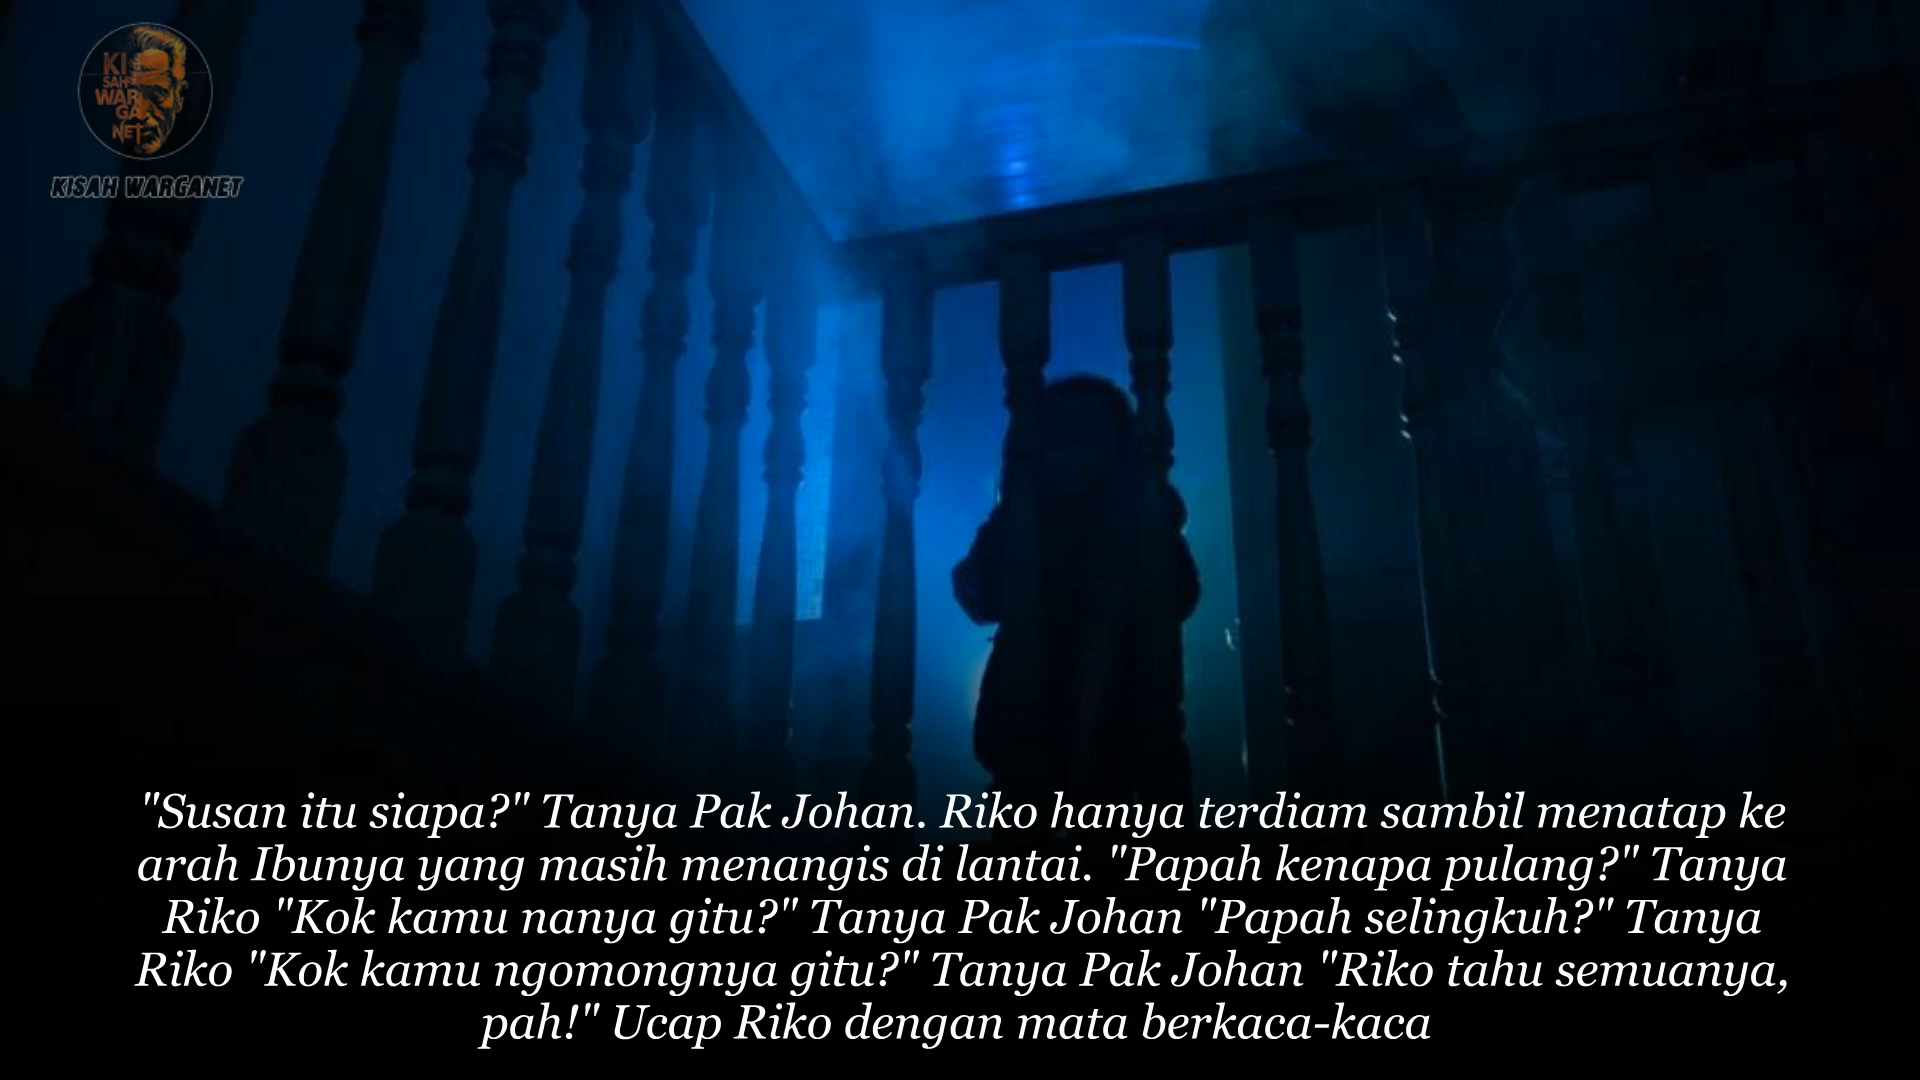 KI
SAH
WAR
GA
NET
KISAH WARGANET
"Susan itu siapa?" Tanya Pak Johan. Riko hanya terdiam sambil menatap ke
arah Ibunya yang masih menangis di lantai. "Papah kenapa pulang?" Tanya
Riko "Kok kamu nanya gitu?" Tanya Pak Johan "Papah selingkuh?" Tanya
Riko "Kok kamu ngomongnya gitu?" Tanya Pak Johan "Riko tahu semuanya,
pah!" Ucap Riko dengan mata berkaca-kaca